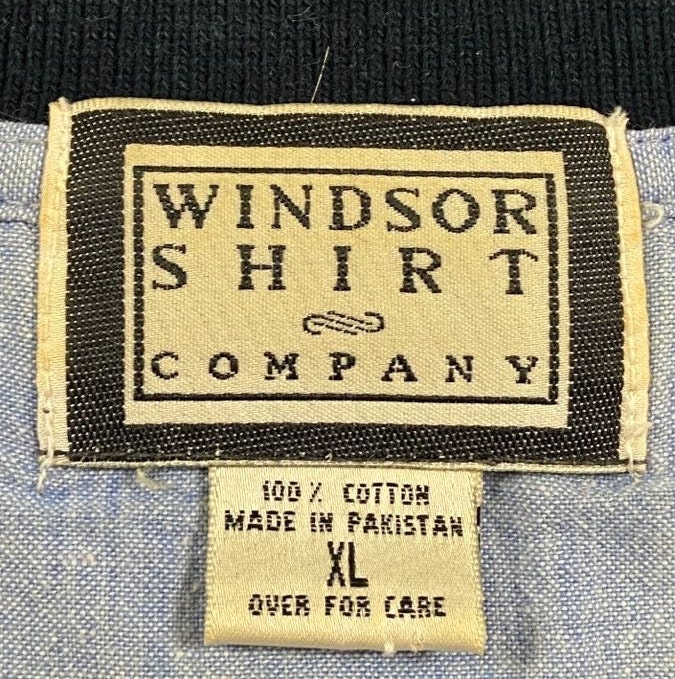 WINDSOR
SHIRT
COMPANY
100% COTTON
MADE IN PAKISTAN
XL
OVER FOR CARE